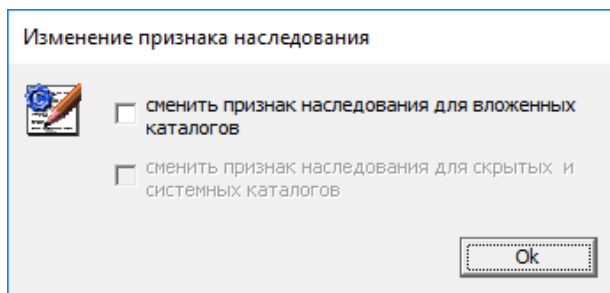 Изменение признака наследования
сменить признак наследования для вложенных
каталогов
сменить признак наследования для скрытых и
системных каталогов
Ok